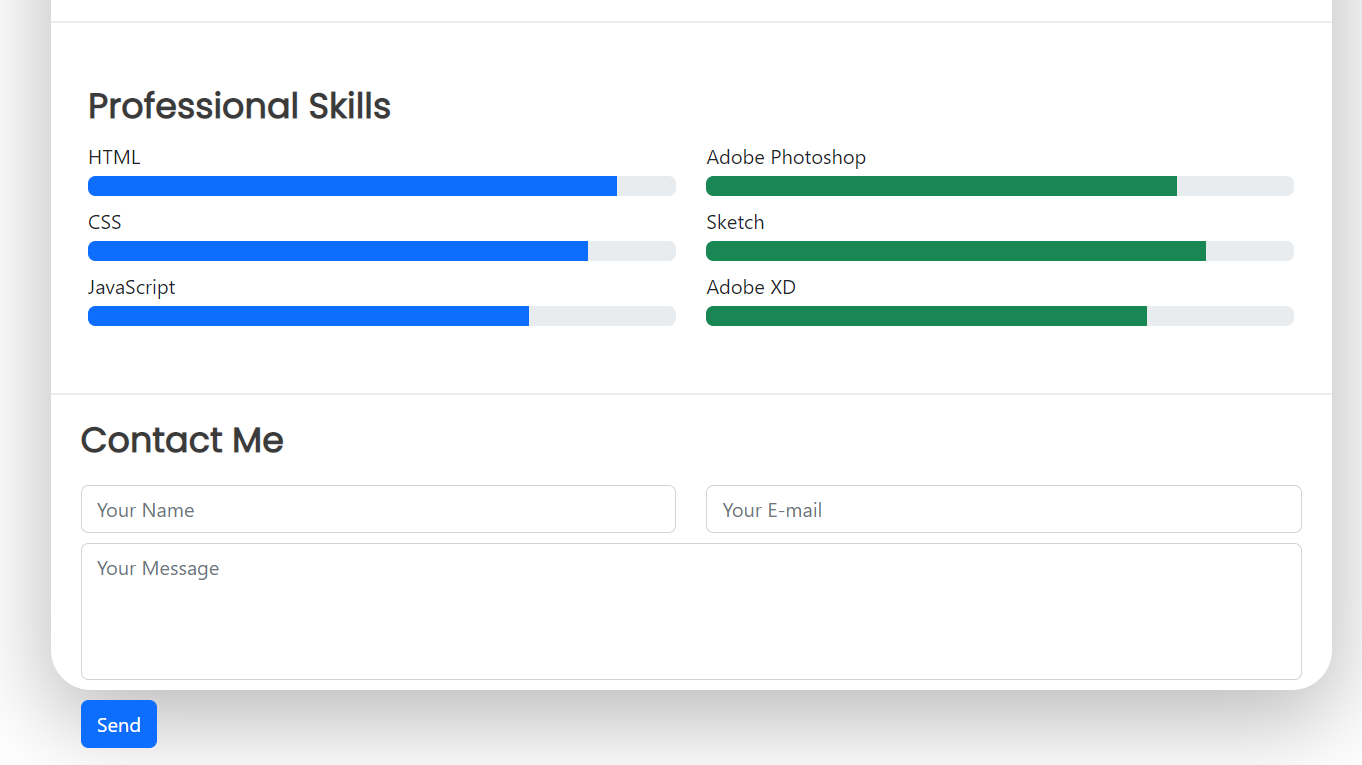 Professional Skills
HTML
Adobe Photoshop
CSS
Sketch
JavaScript
Adobe XD
Contact Me
Your Name
Your E-mail
Your Message
Send